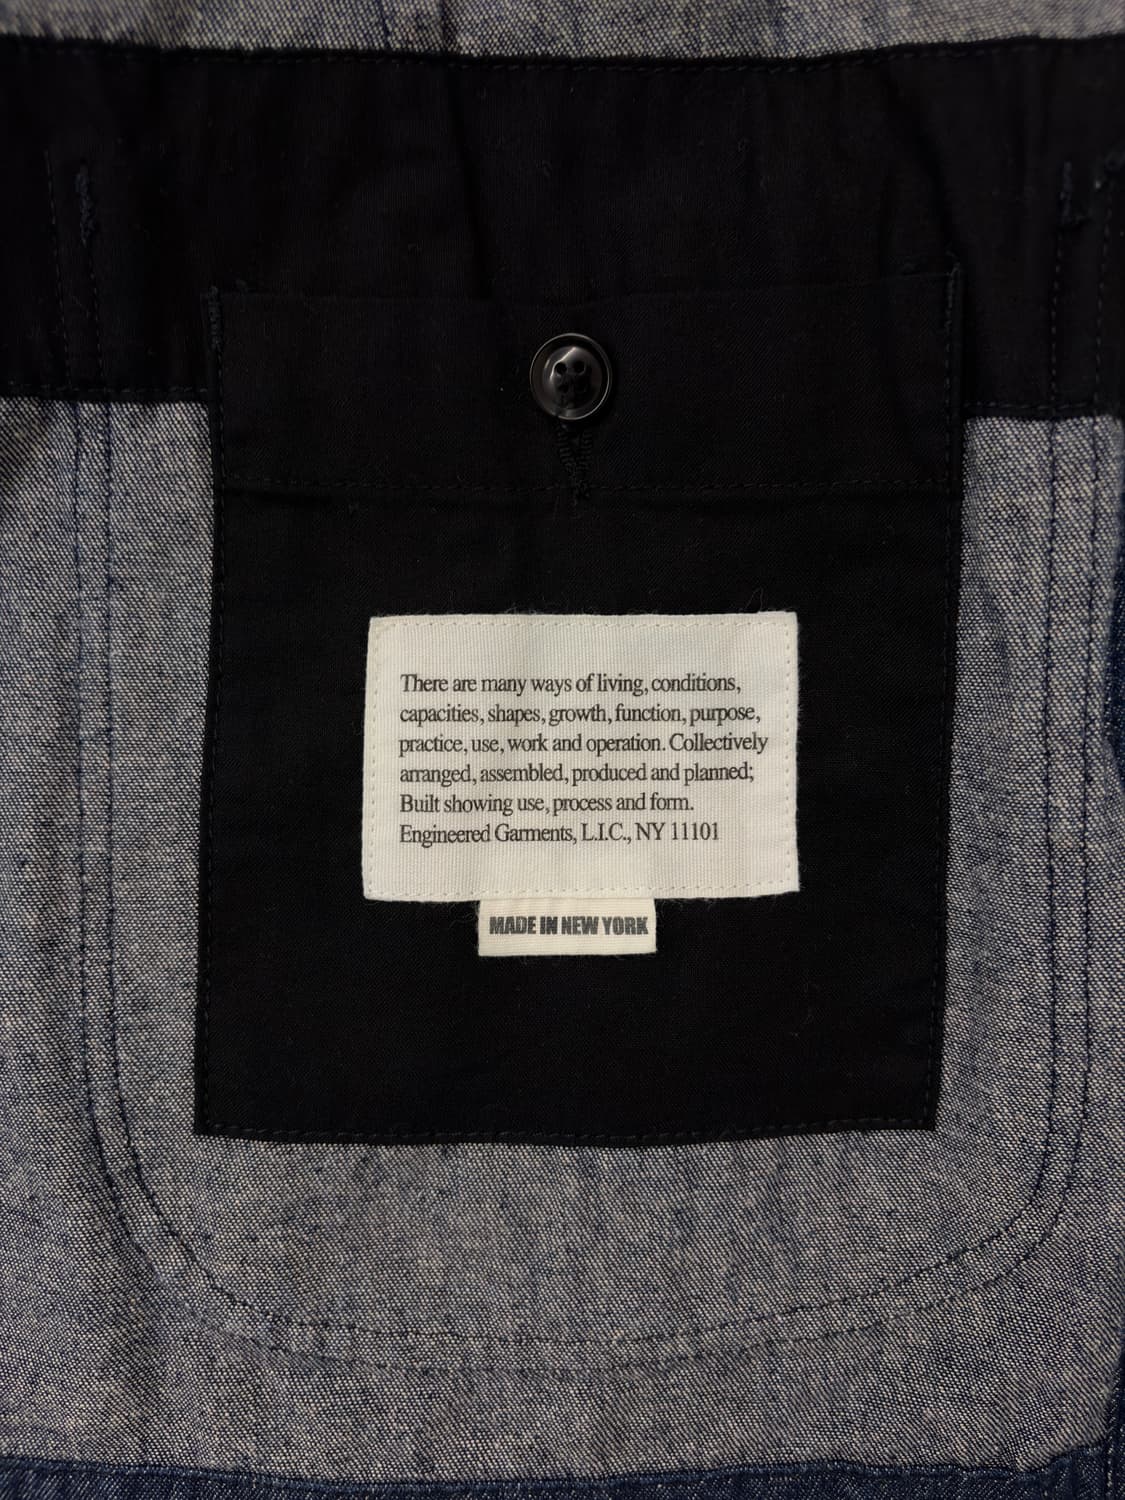 There are many ways of living, conditions,
capacities, shapes, growth, function, purpose,
practice, use, work and operation. Collectively
arranged, assembled, produced and planned;
Built showing use, process and form.
Engineered Garments, L.I.C., NY 11101
MADE IN NEW YORK